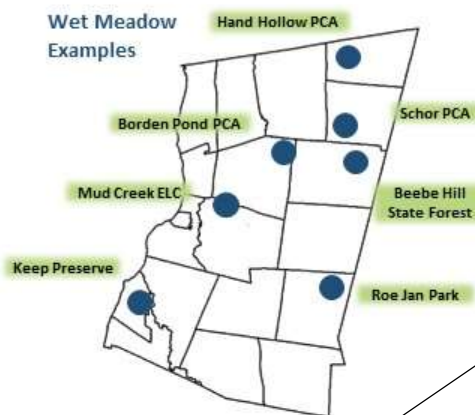 Wet Meadow
Examples
Hand Hollow PCA
Schor PCA
Borden Pond PCA
Mud Creek ELC
Beebe Hill
State Forest
Keep Preserve
Roe Jan Park